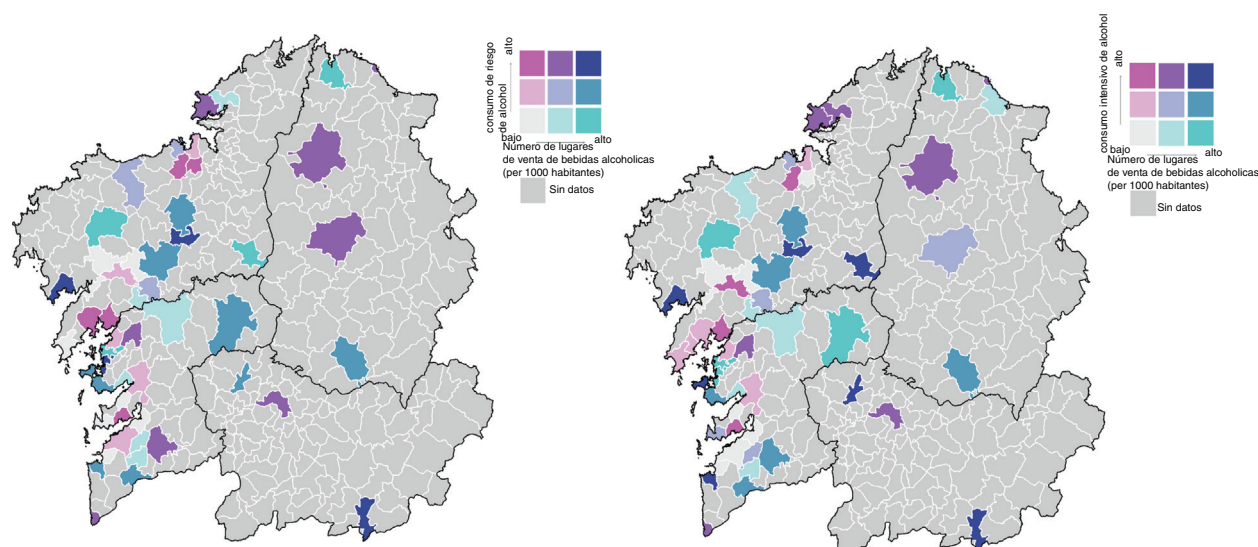 consumo de riesgo
de alcohol
alto
bajo
alto
Número de lugares
de venta de bebidas alcoholicas
(per 1000 habitantes)
Sin datos
consumo intensivo de alcohol
alto
bajo
alto
Número de lugares
de venta de bebidas alcoholicas
(per 1000 habitantes)
Sin datos